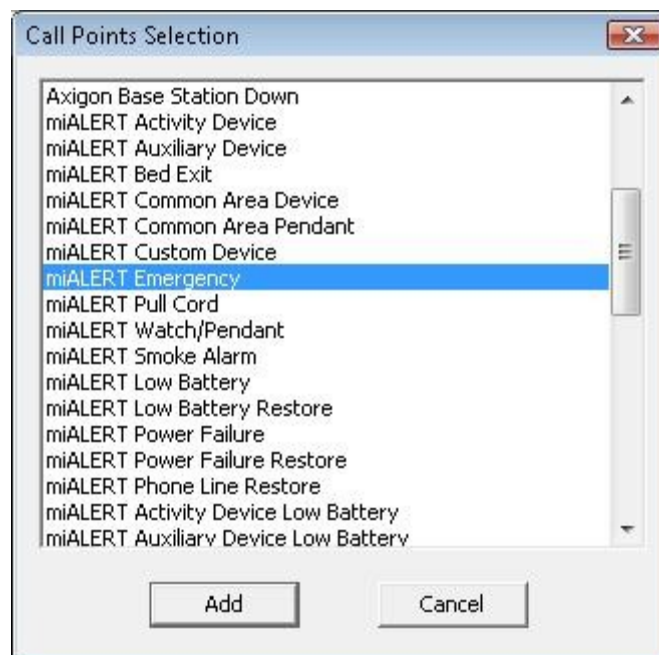 Call Points Selection
Axigon Base Station Down
miALERT Activity Device
miALERT Auxiliary Device
miALERT Bed Exit
miALERT Common Area Device
miALERT Common Area Pendant
miALERT Custom Device
miALERT Emergency
miALERT Pull Cord
miALERT Watch/Pendant
miALERT Smoke Alarm
miALERT Low Battery
miALERT Low Battery Restore
miALERT Power Failure
miALERT Power Failure Restore
miALERT Phone Line Restore
miALERT Activity Device Low Battery
miALERT Auxiliary Device Low Battery
Add Cancel